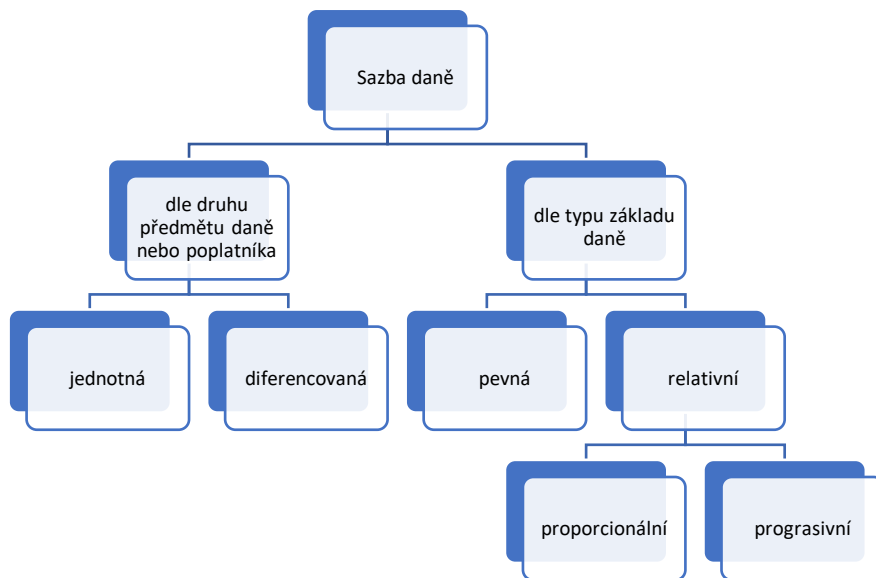 Sazba daně
dle druhu
předmětu daně
nebo poplatníka
dle typu základu
daně
jednotná
diferencovaná
pevná
relativní
proporcionální
prograsivní